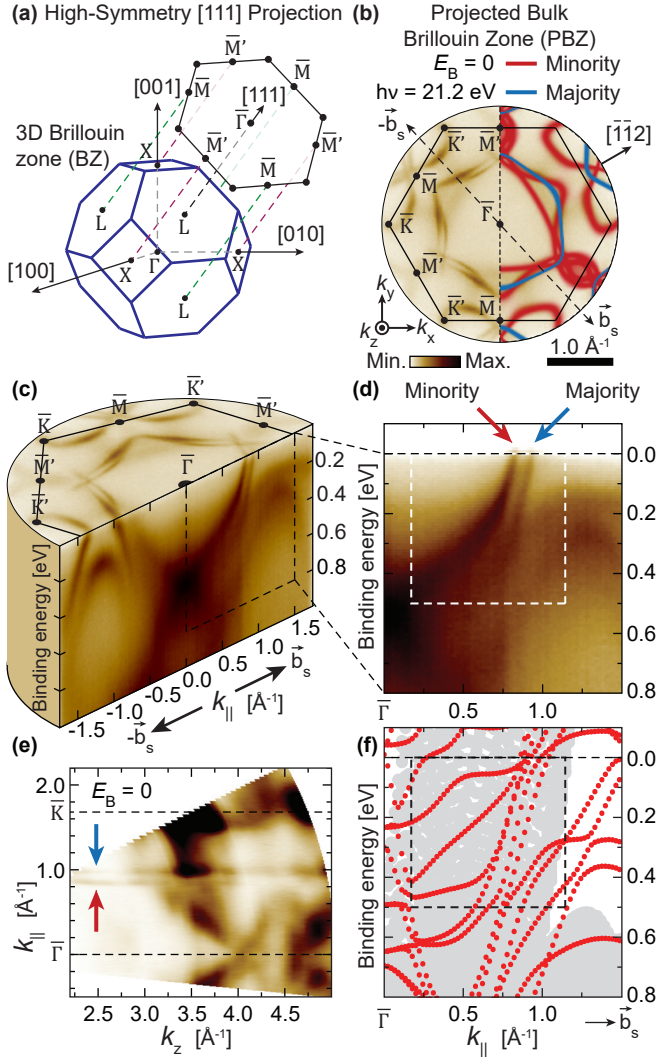 (a) High-Symmetry [111] Projection
[001]
M̅
M̅'
M̅
[111]
Γ̅
3D Brillouin
zone (BZ)
X
M̅'
M̅
M̅'
L
L
[010]
[100]
X
Γ
X
L
(b) Projected Bulk
Brillouin Zone (PBZ)
E_B = 0 Minority
hν = 21.2 eV Majority
-b⃗_s
[1̅1̅2]
K̅'
M̅'
M̅
K̅
Γ̅
M̅'
K̅'
M̅
b⃗_s
k_y
k_z
k_x
Min. Max.
1.0 Å⁻¹
(c)
K̅'
M̅
K̅
M̅'
M̅'
K̅'
Γ̅
0.2
0.4
0.6
0.8
Binding energy [eV]
-1.5
-1.0
-0.5
0.0
0.5
1.0
1.5
-b⃗_s
k_|| [Å⁻¹]
b⃗_s
(d) Minority Majority
Binding energy [eV]
0.0
0.2
0.4
0.6
0.8
Γ̅ 0.5 1.0
(e) E_B = 0
2.0
K̅
1.0
Γ̅
k_|| [Å⁻¹]
2.5 3.0 3.5 4.0 4.5
k_z [Å⁻¹]
(f)
Binding energy [eV]
0.0
0.2
0.4
0.6
0.8
Γ̅ 0.5 1.0
k_|| [Å⁻¹]
b⃗_s